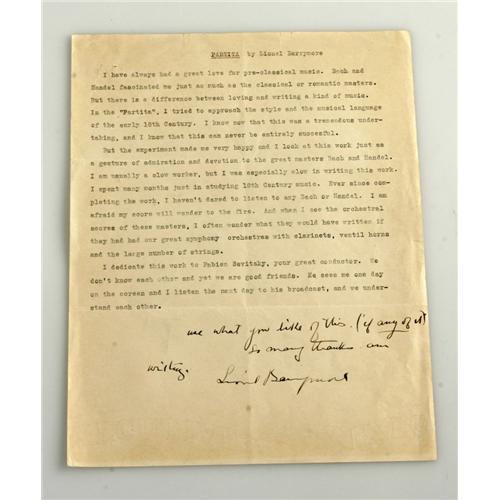 PARTITA by Lionel Barrymore
I have always had a great love for pre-classical music. Bach and
Handel fascinated me just as much as the classical or romantic masters.
But there is a difference between loving and writing a kind of music.
In the "Partita", I tried to approach the style and the musical language
of the early 18th Century. I know now that this was a tremendous under-
taking, and I know that this can never be entirely succesful.
But the experiment made me very happy and I look at this work just as
a gesture of admiration and devotion to the great masters Bach and Handel.
I am usually a slow worker, but I was especially slow in writing this work.
I spent many months just in studying 18th Century music. Ever since com-
pleting the work, I haven't dared to listen to any Bach or Handel. I am
afraid my score will wander to the fire. And when I see the orchestral
scores of these masters, I often wonder what they would have written if
they had had our great symphony orchestras with clarinets, ventil horns
and the large number of strings.
I dedicate this work to Fabien Sevitzky, your great conductor. We
don't know each other and yet we are good friends. He sees me one day
on the screen and I listen the next day to his broadcast, and we under-
stand each other.
use what you like of this. (if any of it)
So many thanks am
writing.
Lionel Barrymore